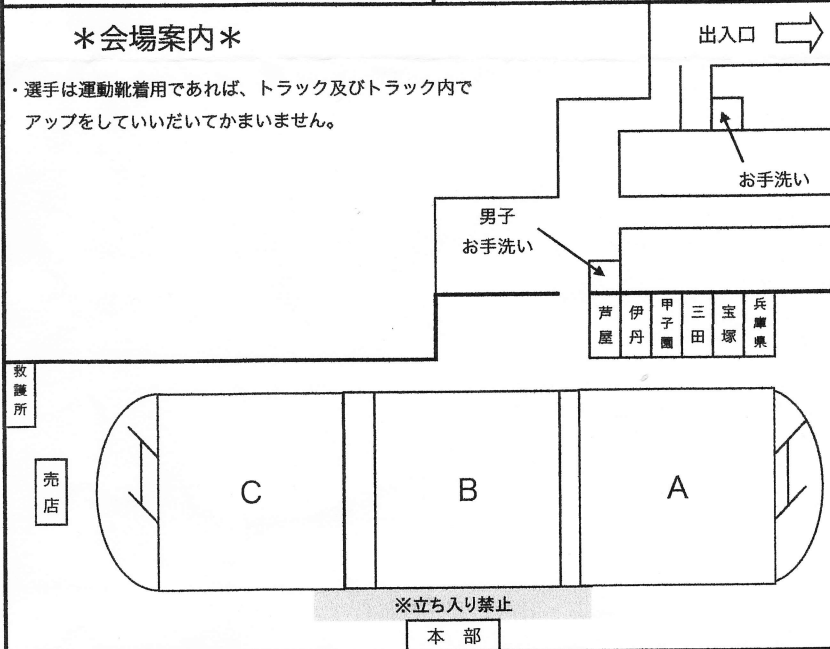 ＊会場案内＊
出入口
・選手は運動靴着用であれば、トラック及びトラック内で
アップをしていいだいてかまいません。
お手洗い
男子
お手洗い
芦屋
伊丹
甲子園
三田
宝塚
兵庫県
救護所
売店
C
B
A
※立ち入り禁止
本 部